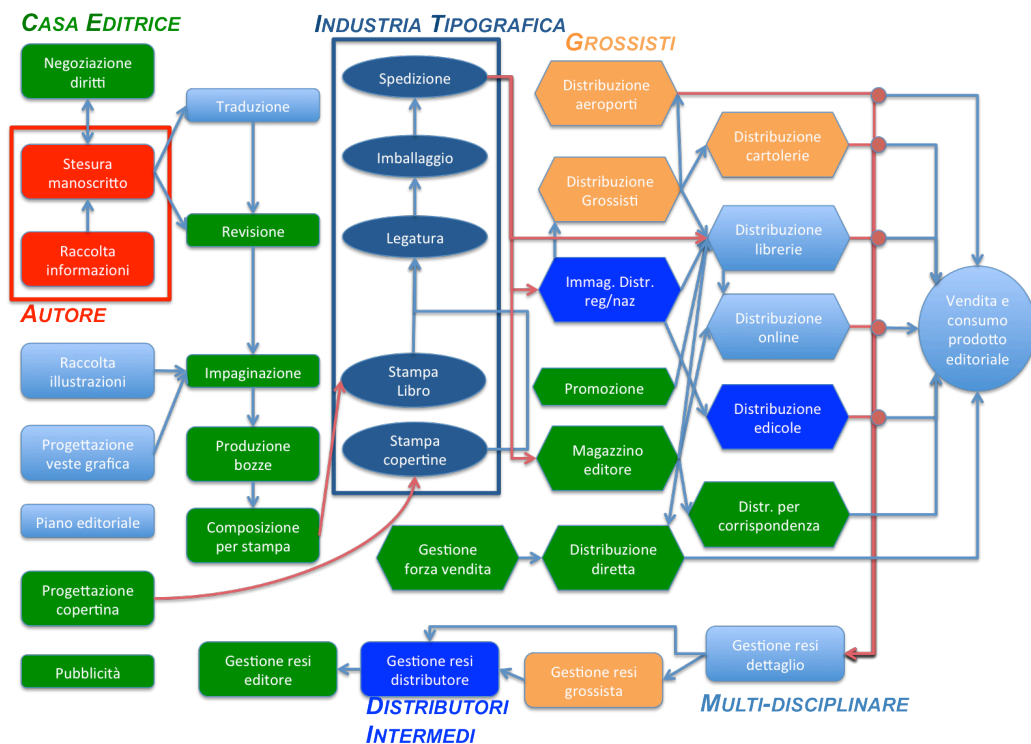 CASA EDITRICE
Negoziazione
diritti
Stesura
manoscritto
Raccolta
informazioni
AUTORE
Raccolta
illustrazioni
Progettazione
veste grafica
Piano editoriale
Progettazione
copertina
Pubblicità
Traduzione
Revisione
Impaginazione
Produzione
bozze
Composizione
per stampa
INDUSTRIA TIPOGRAFICA
Spedizione
Imballaggio
Legatura
Stampa
Libro
Stampa
copertine
GROSSISTI
Distribuzione
aeroporti
Distribuzione
Grossisti
Immag. Distr.
reg/naz
Promozione
Magazzino
editore
Gestione
forza vendita
Distribuzione
diretta
Distribuzione
cartolerie
Distribuzione
librerie
Distribuzione
online
Distribuzione
edicole
Distr. per
corrispondenza
Vendita e
consumo
prodotto
editoriale
Gestione resi
editore
Gestione resi
distributore
Gestione resi
grossista
Gestione resi
dettaglio
DISTRIBUTORI
INTERMEDI
MULTI-DISCIPLINARE